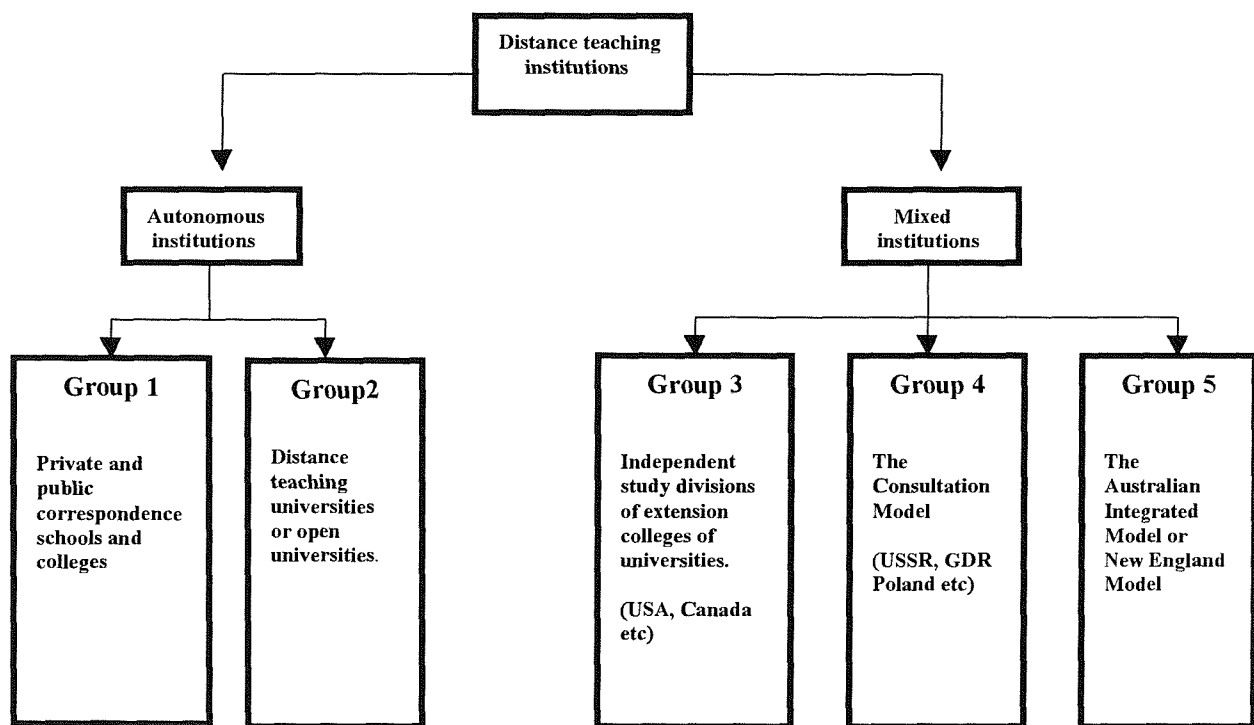 Distance teaching
institutions
Autonomous
institutions
Mixed
institutions
Group 1
Private and
public
correspondence
schools and
colleges
Group2
Distance
teaching
universities
or open
universities.
Group 3
Independent
study divisions
of extension
colleges of
universities.
(USA, Canada
etc)
Group 4
The
Consultation
Model
(USSR, GDR
Poland etc)
Group 5
The
Australian
Integrated
Model or
New England
Model